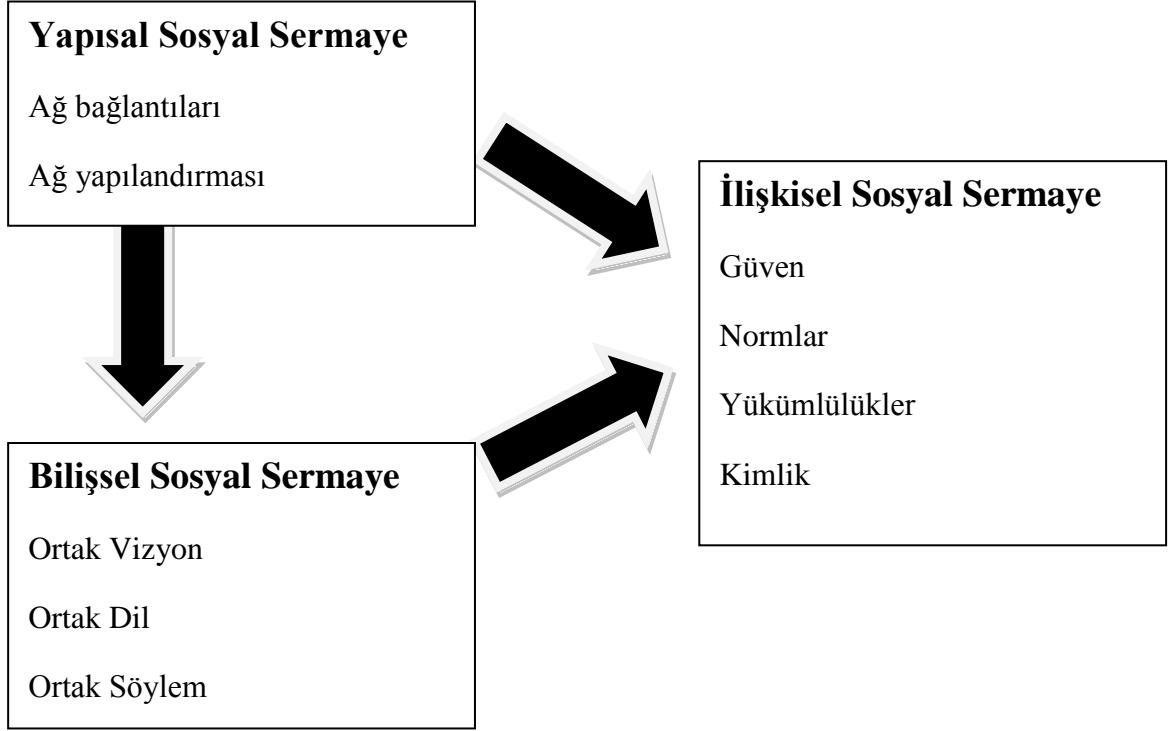 Yapısal Sosyal Sermaye
Ağ bağlantıları
Ağ yapılandırması
İlişkisel Sosyal Sermaye
Güven
Normlar
Yükümlülükler
Kimlik
Bilişsel Sosyal Sermaye
Ortak Vizyon
Ortak Dil
Ortak Söylem